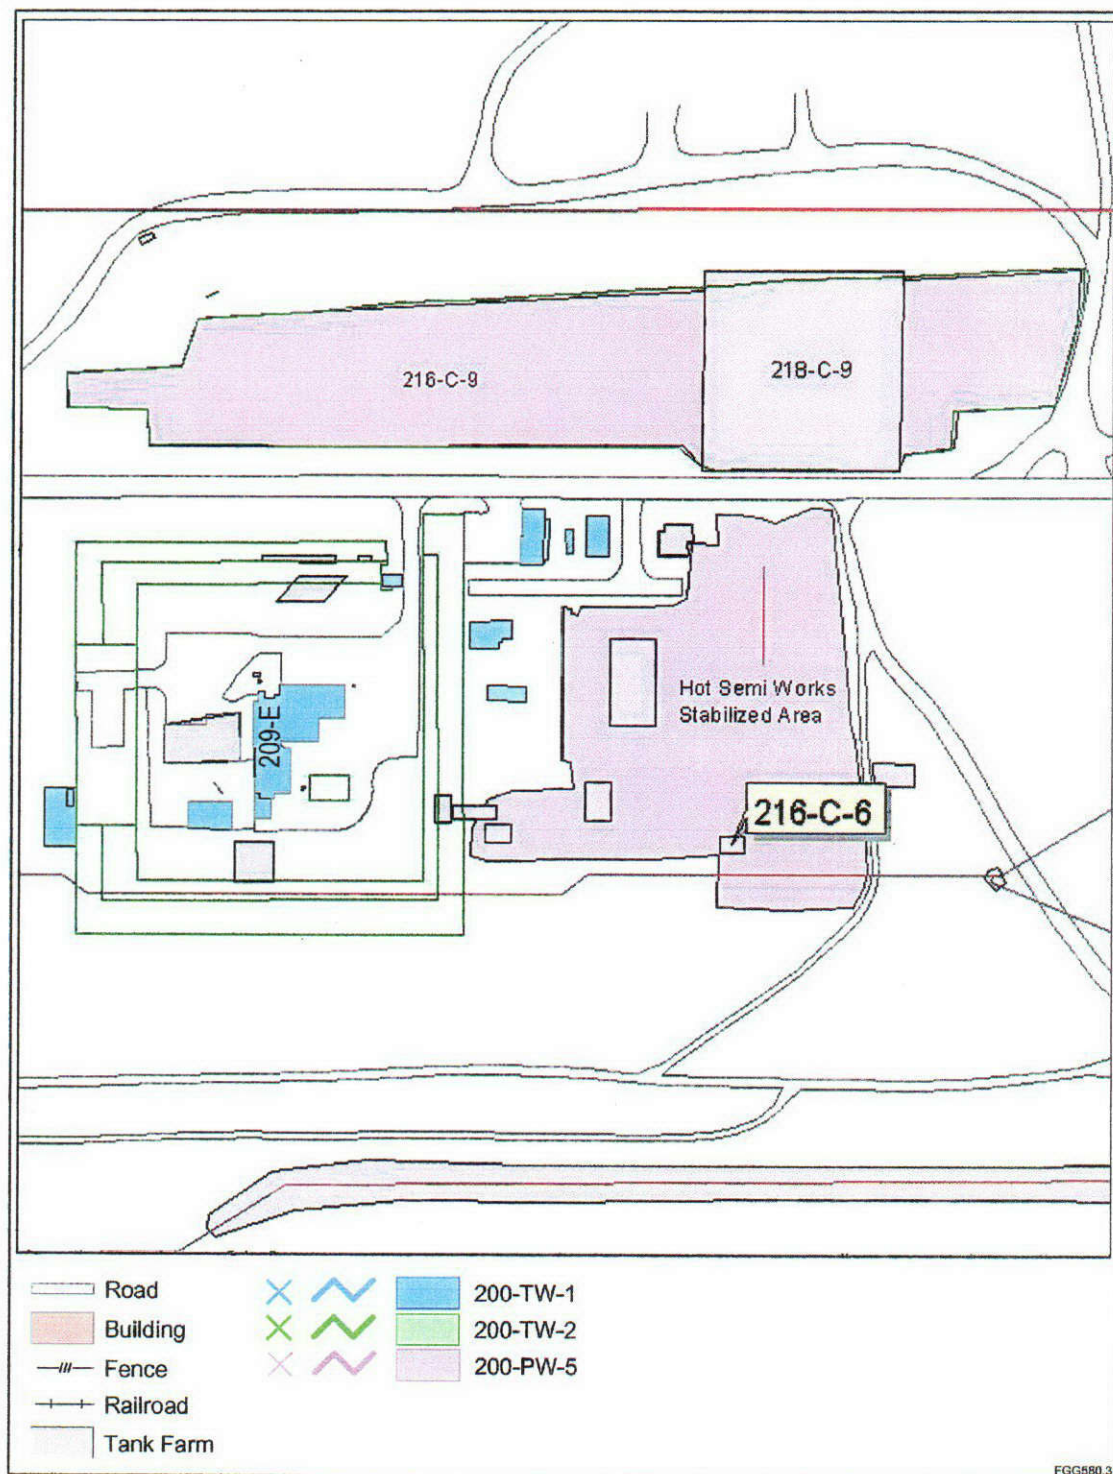 216-C-9
218-C-9
Hot Semi Works
Stabilized Area
209-E
216-C-6
Road
Building
Fence
Railroad
Tank Farm
200-TW-1
200-TW-2
200-PW-5
FGG580.3